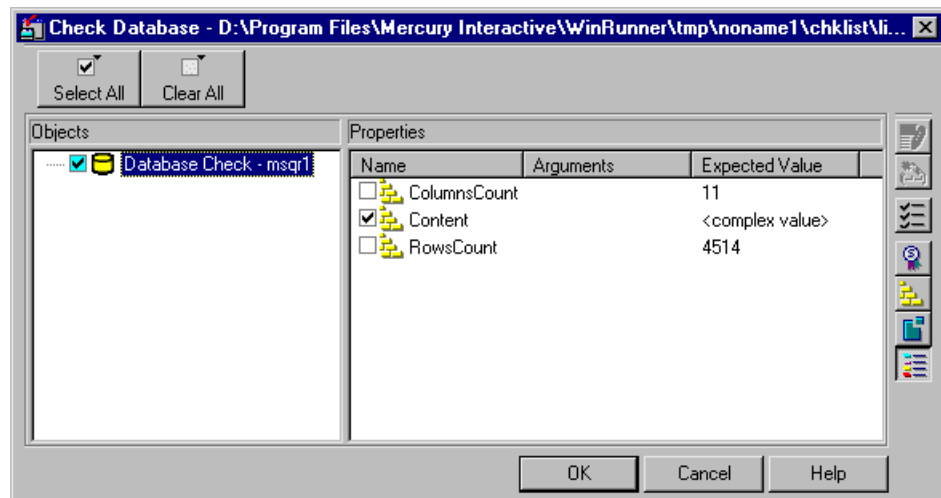 Check Database - D:\Program Files\Mercury Interactive\WinRunner\tmp\noname1\chklist\li...
Select All Clear All
Objects Properties
Database Check - msqr1 Name Arguments Expected Value
ColumnsCount 11
Content <complex value>
RowsCount 4514
OK Cancel Help